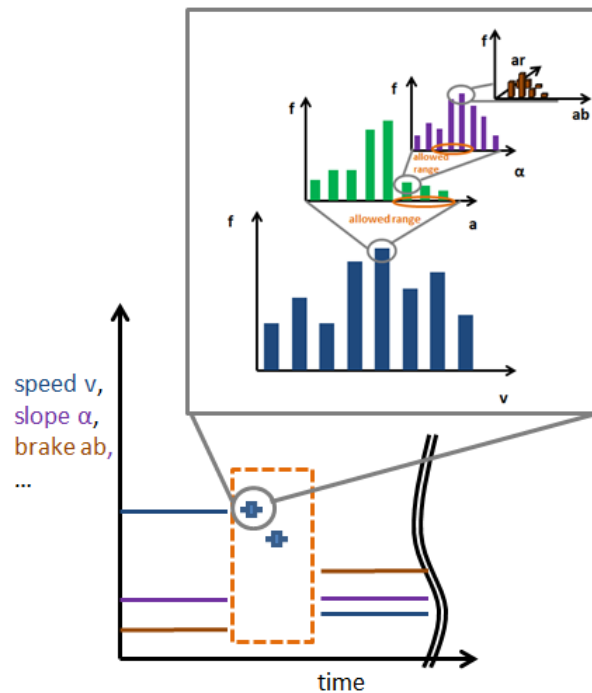 f
ar
ab
f
α
allowed
range
f
a
allowed range
f
v
speed v,
slope α,
brake ab,
...
time